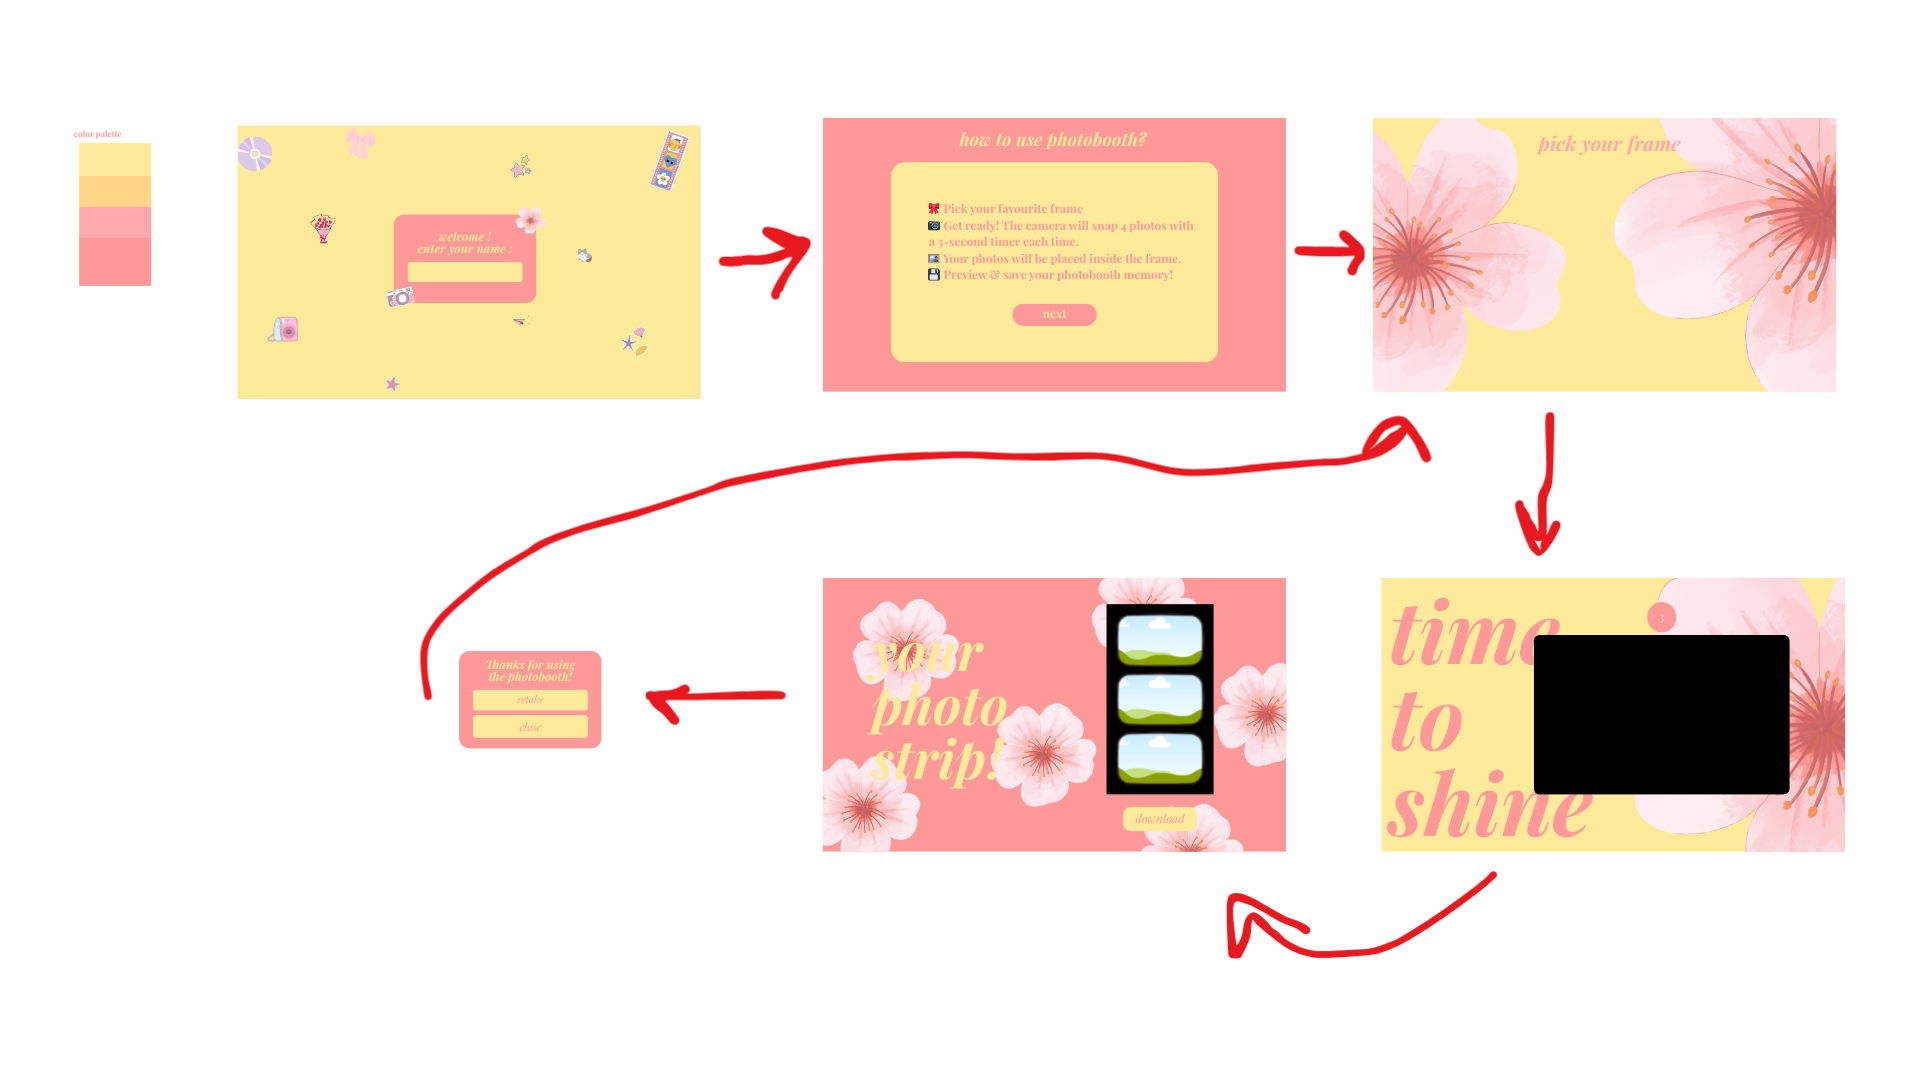 color palette
welcome !
enter your name :
how to use photobooth?
🎀 Pick your favourite frame
📷 Get ready! The camera will snap 4 photos with
a 3-second timer each time.
🖼️ Your photos will be placed inside the frame.
💾 Preview & save your photobooth memory!
next
pick your frame
Thanks for using
the photobooth!
retake
close
your
photo
strip!
download
time
to
shine
3